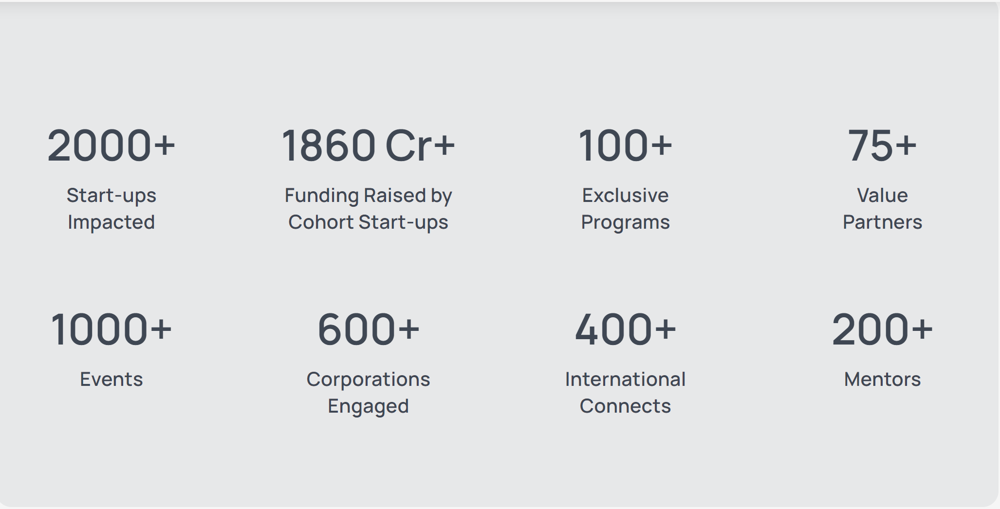 2000+
Start-ups
Impacted
1860 Cr+
Funding Raised by
Cohort Start-ups
100+
Exclusive
Programs
75+
Value
Partners
1000+
Events
600+
Corporations
Engaged
400+
International
Connects
200+
Mentors